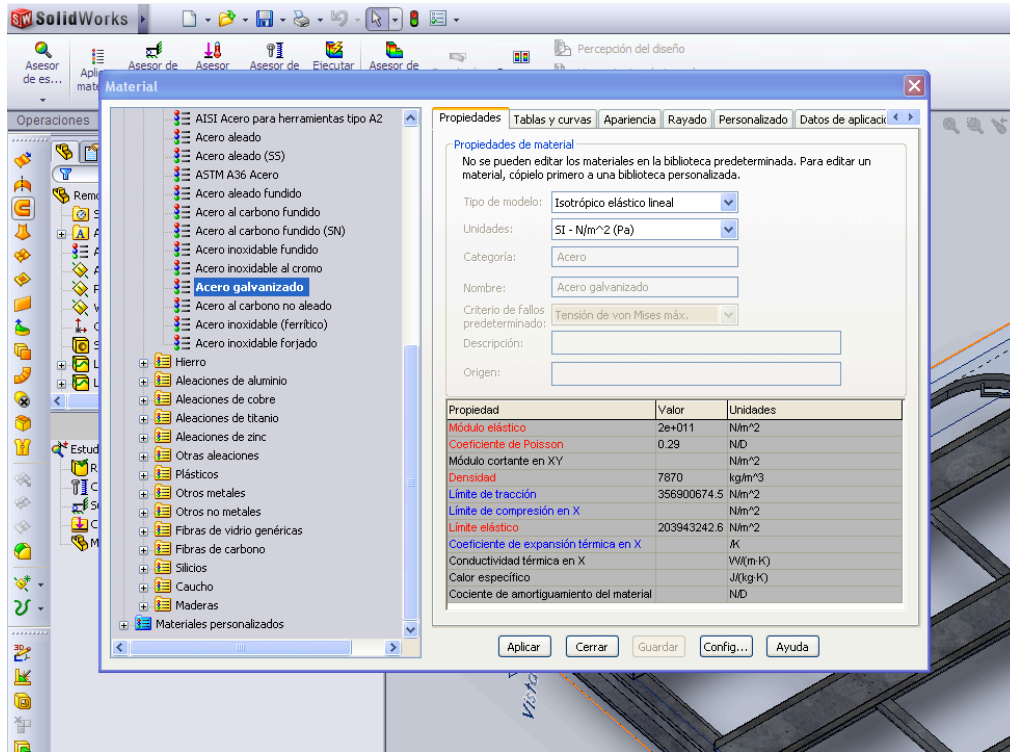 SolidWorks
Asesor de es...
Asesor de
Asesor
Asesor de
Ejecutar
Asesor de
Percepción del diseño
Operaciones
Material
AISI Acero para herramientas tipo A2
Acero aleado
Acero aleado (SS)
ASTM A36 Acero
Acero aleado fundido
Acero al carbono fundido
Acero al carbono fundido (SN)
Acero inoxidable fundido
Acero inoxidable al cromo
Acero galvanizado
Acero al carbono no aleado
Acero inoxidable (ferrítico)
Acero inoxidable forjado
Hierro
Aleaciones de aluminio
Aleaciones de cobre
Aleaciones de titanio
Aleaciones de zinc
Otras aleaciones
Plásticos
Otros metales
Otros no metales
Fibras de vidrio genéricas
Fibras de carbono
Silicios
Caucho
Maderas
Materiales personalizados
Propiedades Tablas y curvas Apariencia Rayado Personalizado Datos de aplicació
Propiedades de material
No se pueden editar los materiales en la biblioteca predeterminada. Para editar un
material, cópielo primero a una biblioteca personalizada.
Tipo de modelo: Isotrópico elástico lineal
Unidades: SI - N/m^2 (Pa)
Categoría: Acero
Nombre: Acero galvanizado
Criterio de fallos
predeterminado: Tensión de von Mises máx.
Descripción:
Origen:
Propiedad Valor Unidades
Módulo elástico 2e+011 N/m^2
Coeficiente de Poisson 0.29 N/D
Módulo cortante en XY N/m^2
Densidad 7870 kg/m^3
Límite de tracción 356900674.5 N/m^2
Límite de compresión en X N/m^2
Límite elástico 203943242.6 N/m^2
Coeficiente de expansión térmica en X /K
Conductividad térmica en X W/(m·K)
Calor específico J/(kg·K)
Cociente de amortiguamiento del material N/D
Aplicar Cerrar Guardar Config... Ayuda
Estud
Vista